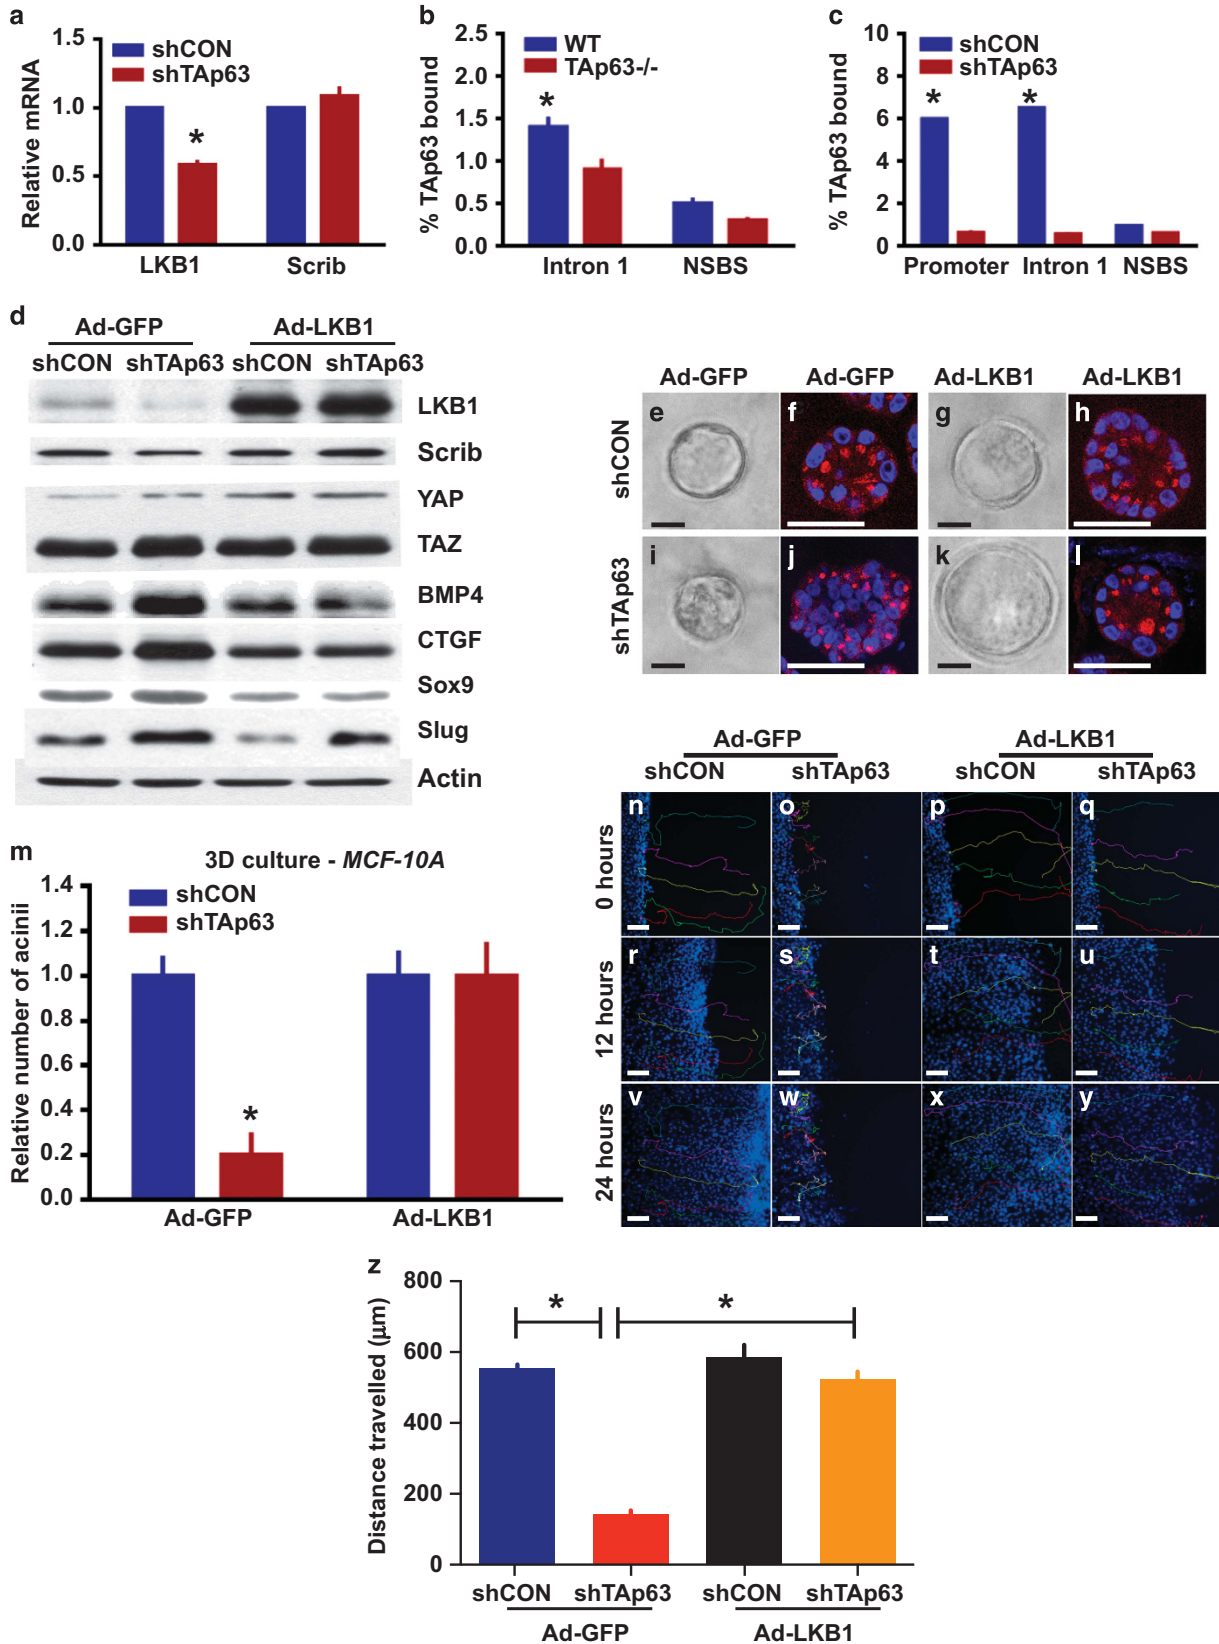 a
1.5
1.0
0.5
0.0
Relative mRNA
shCON
shTAp63
*
LKB1 Scrib
b
2.5
2.0
1.5
1.0
0.5
0.0
% TAp63 bound
WT
TAp63-/-
*
Intron 1 NSBS
c
10
8
6
4
2
0
% TAp63 bound
shCON
shTAp63
* *
Promoter Intron 1 NSBS
d
Ad-GFP Ad-LKB1
shCON shTAp63 shCON shTAp63
LKB1
Scrib
YAP
TAZ
BMP4
CTGF
Sox9
Slug
Actin
Ad-GFP Ad-GFP Ad-LKB1 Ad-LKB1
shCON
e f g h
shTAp63
i j k l
m
3D culture - MCF-10A
1.4
1.2
1.0
0.8
0.6
0.4
0.2
0.0
Relative number of acinii
shCON
shTAp63
*
Ad-GFP Ad-LKB1
Ad-GFP Ad-LKB1
shCON shTAp63 shCON shTAp63
0 hours
n o p q
12 hours
r s t u
24 hours
v w x y
z
800
600
400
200
0
Distance travelled (µm)
* *
shCON shTAp63 shCON shTAp63
Ad-GFP Ad-LKB1